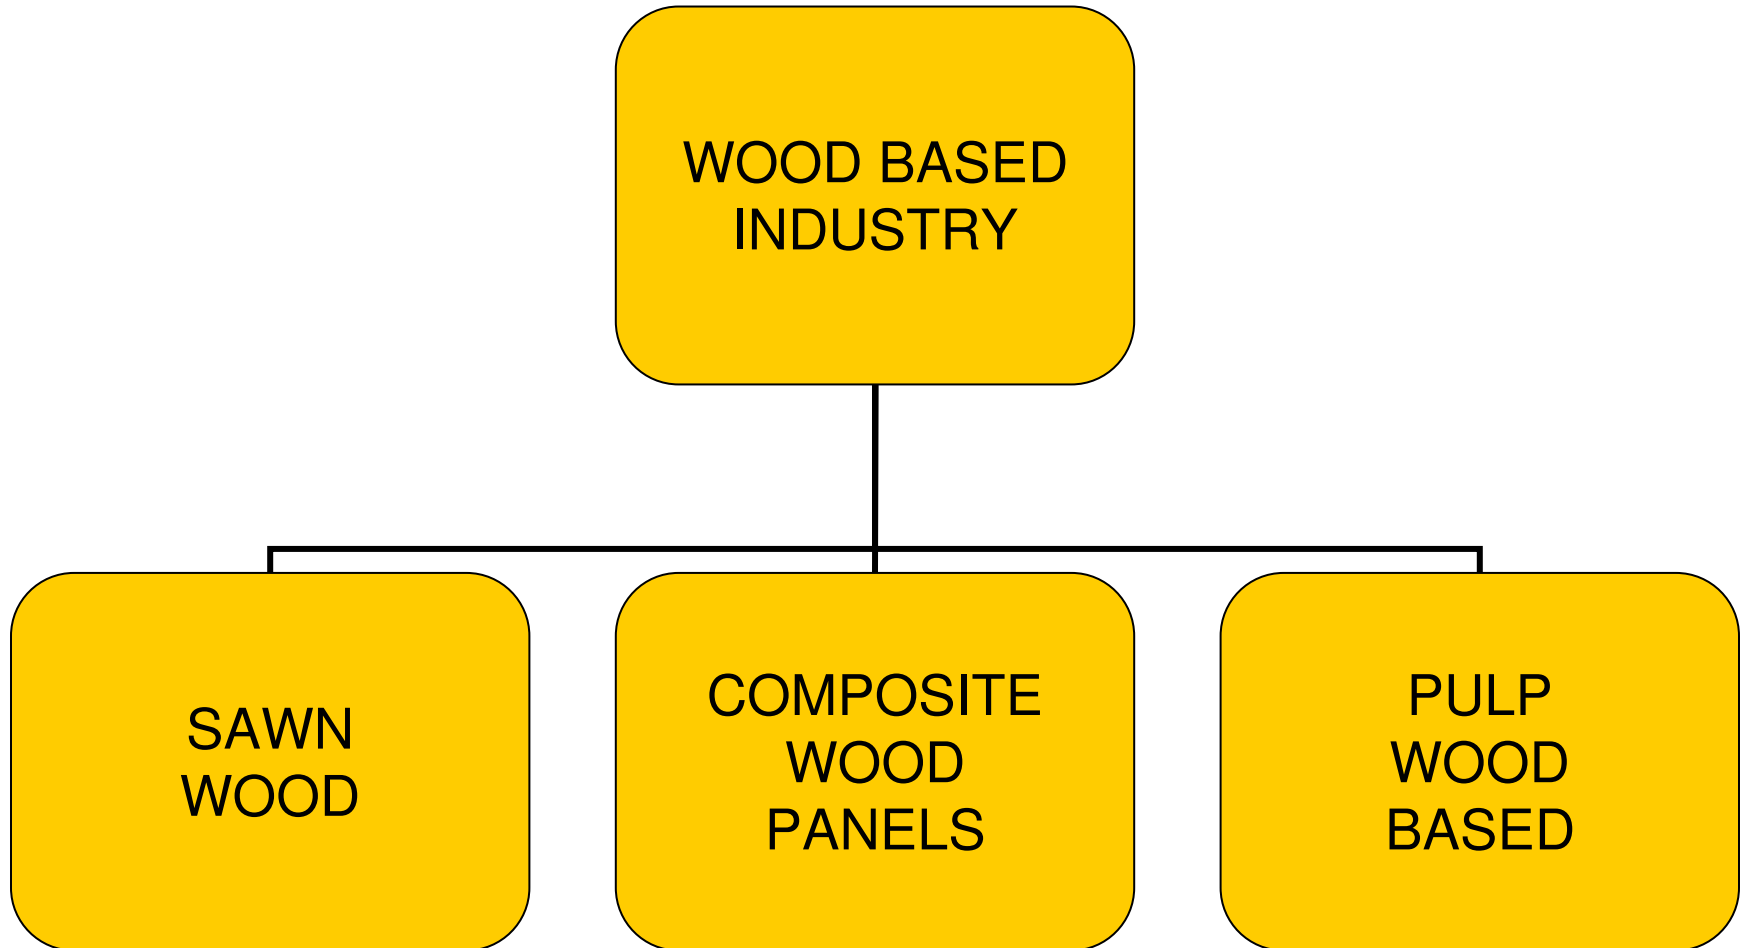 WOOD BASED
INDUSTRY
SAWN
WOOD
COMPOSITE
WOOD
PANELS
PULP
WOOD
BASED